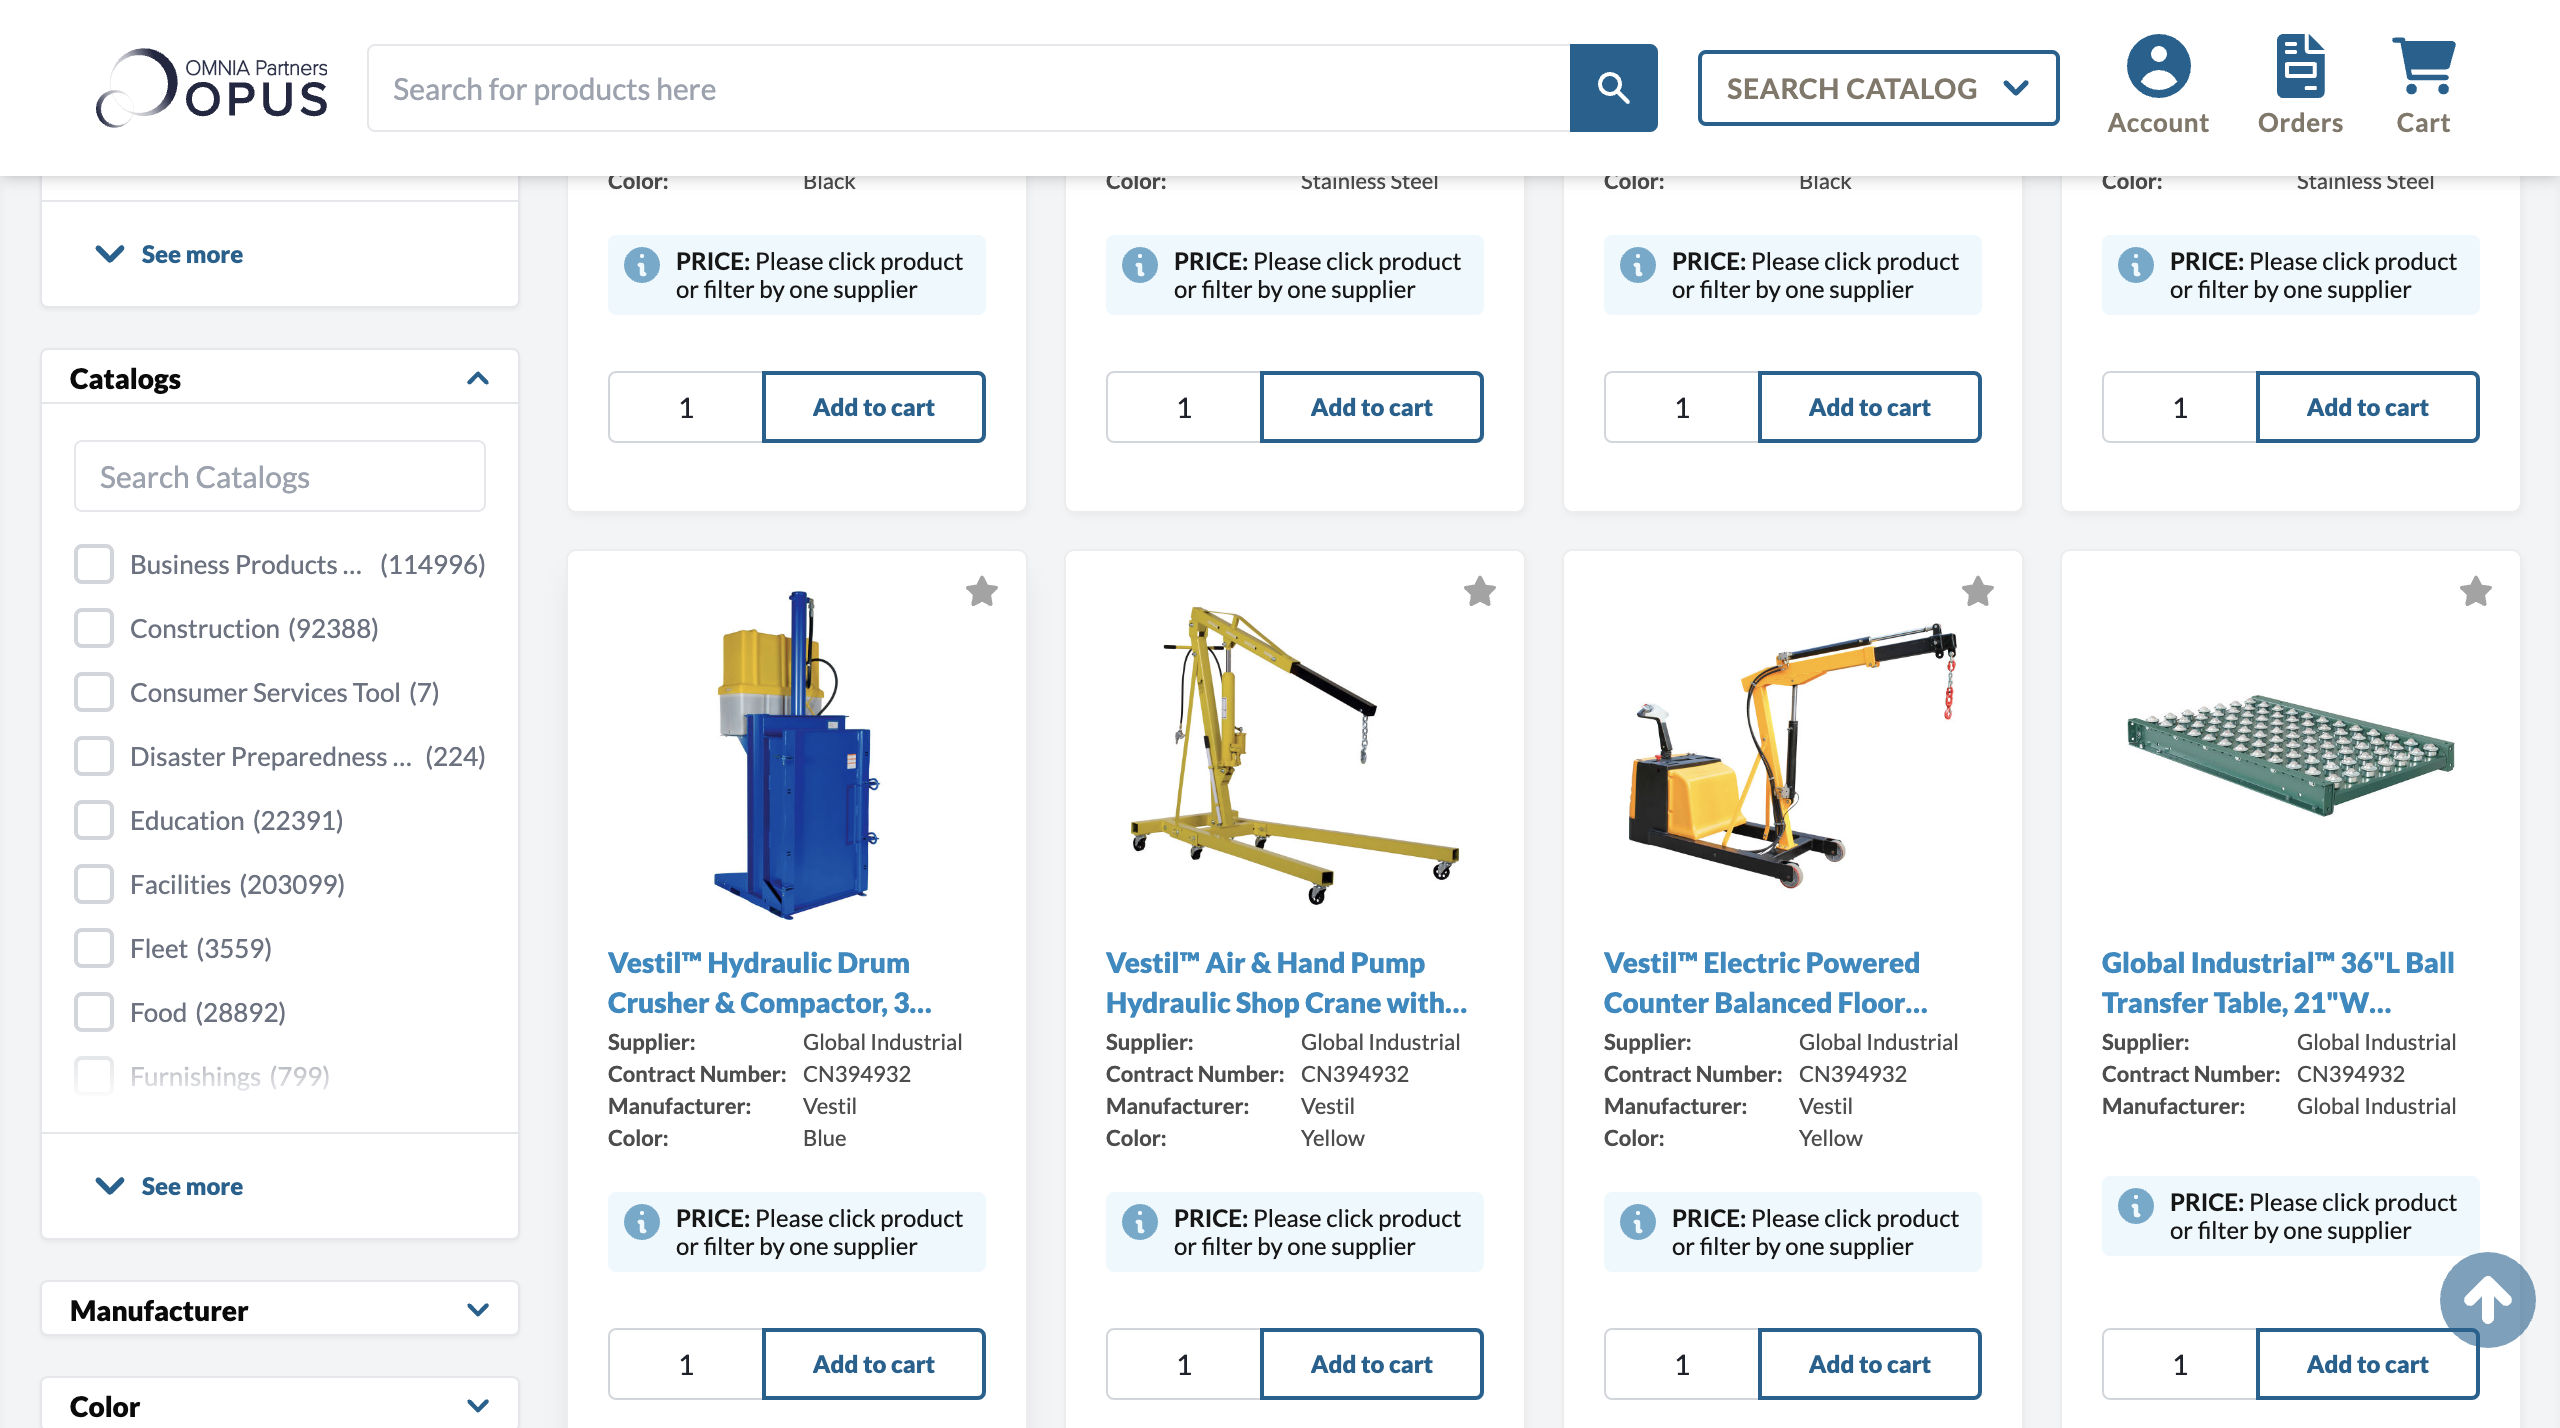 OMNIA Partners
OPUS
Search for products here
SEARCH CATALOG
Account
Orders
Cart
Color: Black
Color: Stainless Steel
Color: Black
Color: Stainless Steel
See more
PRICE: Please click product
or filter by one supplier
PRICE: Please click product
or filter by one supplier
PRICE: Please click product
or filter by one supplier
PRICE: Please click product
or filter by one supplier
1 Add to cart
1 Add to cart
1 Add to cart
1 Add to cart
Catalogs
Search Catalogs
Business Products ... (114996)
Construction (92388)
Consumer Services Tool (7)
Disaster Preparedness ... (224)
Education (22391)
Facilities (203099)
Fleet (3559)
Food (28892)
Furnishings (799)
See more
Manufacturer
Color
Vestil™ Hydraulic Drum
Crusher & Compactor, 3...
Supplier: Global Industrial
Contract Number: CN394932
Manufacturer: Vestil
Color: Blue
PRICE: Please click product
or filter by one supplier
1 Add to cart
Vestil™ Air & Hand Pump
Hydraulic Shop Crane with...
Supplier: Global Industrial
Contract Number: CN394932
Manufacturer: Vestil
Color: Yellow
PRICE: Please click product
or filter by one supplier
1 Add to cart
Vestil™ Electric Powered
Counter Balanced Floor...
Supplier: Global Industrial
Contract Number: CN394932
Manufacturer: Vestil
Color: Yellow
PRICE: Please click product
or filter by one supplier
1 Add to cart
Global Industrial™ 36"L Ball
Transfer Table, 21"W...
Supplier: Global Industrial
Contract Number: CN394932
Manufacturer: Global Industrial
PRICE: Please click product
or filter by one supplier
1 Add to cart